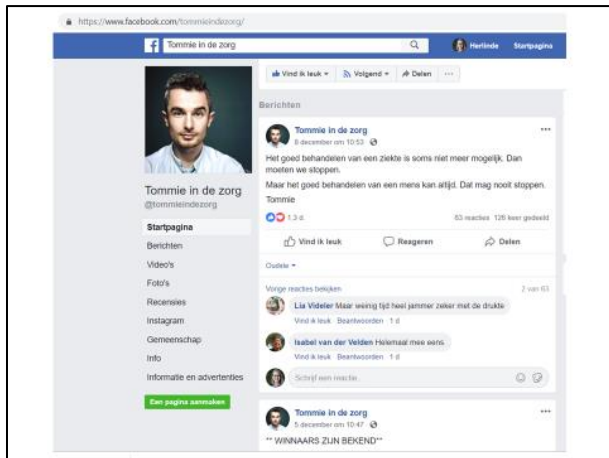 https://www.facebook.com/tommieindezorg/
Tommie in de zorg
Herlinde Startpagina
Vind ik leuk Volgend Delen ...
Berichten
Tommie in de zorg
8 december om 10:53
Het goed behandelen van een ziekte is soms niet meer mogelijk. Dan
moeten we stoppen.
Maar het goed behandelen van een mens kan altijd. Dat mag nooit stoppen.
Tommie
1.3 d.
63 reacties 126 keer gedeeld
Vind ik leuk Reageren Delen
Oudste
Vorige reacties bekijken 2 van 63
Lia Videler Maar weinig tijd heel jammer zeker met de drukte
Vind ik leuk Beantwoorden 1 d
Isabel van der Velden Helemaal mee eens
Vind ik leuk Beantwoorden 1 d
Schrijf een reactie...
Tommie in de zorg
5 december om 10:47
** WINNAARS ZIJN BEKEND**
Tommie in de zorg
@tommieindezorg
Startpagina
Berichten
Video's
Foto's
Recensies
Instagram
Gemeenschap
Info
Informatie en advertenties
Een pagina aanmaken